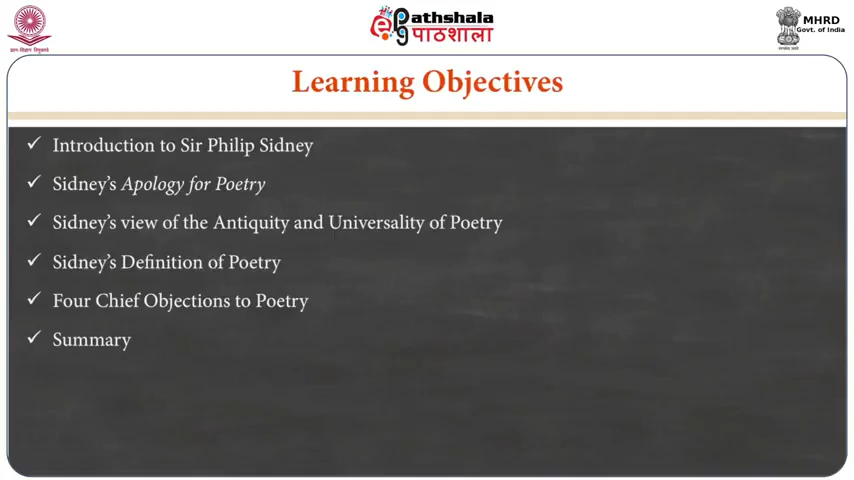 ePathshala
पाठशाला
MHRD
Govt. of India
Learning Objectives
✓ Introduction to Sir Philip Sidney
✓ Sidney’s Apology for Poetry
✓ Sidney’s view of the Antiquity and Universality of Poetry
✓ Sidney’s Definition of Poetry
✓ Four Chief Objections to Poetry
✓ Summary